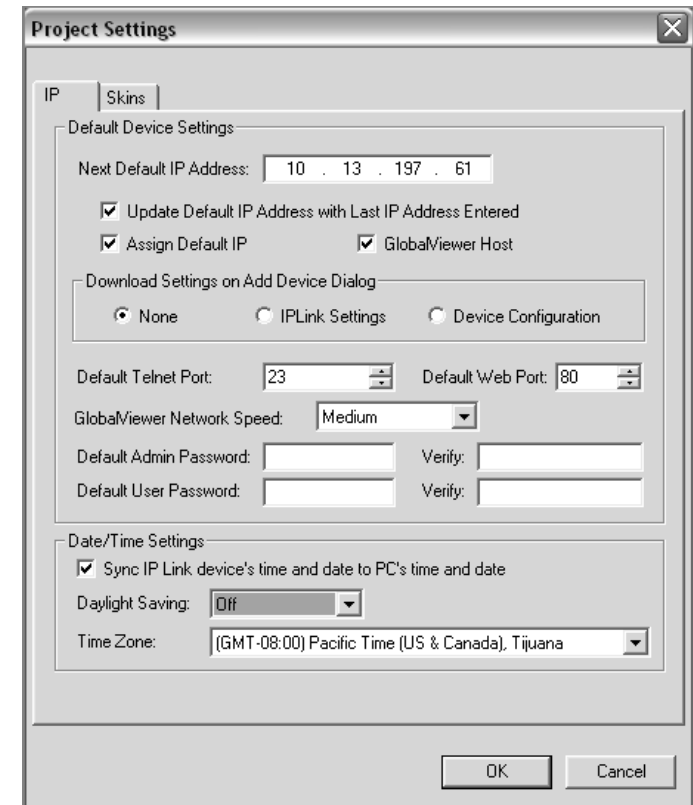 Project Settings
IP Skins
Default Device Settings
Next Default IP Address: 10 . 13 . 197 . 61
Update Default IP Address with Last IP Address Entered
Assign Default IP GlobalViewer Host
Download Settings on Add Device Dialog
None IPLink Settings Device Configuration
Default Telnet Port: 23 Default Web Port: 80
GlobalViewer Network Speed: Medium
Default Admin Password: Verify:
Default User Password: Verify:
Date/Time Settings
Sync IP Link device's time and date to PC's time and date
Daylight Saving: Off
Time Zone: (GMT-08:00) Pacific Time (US & Canada), Tijuana
OK Cancel